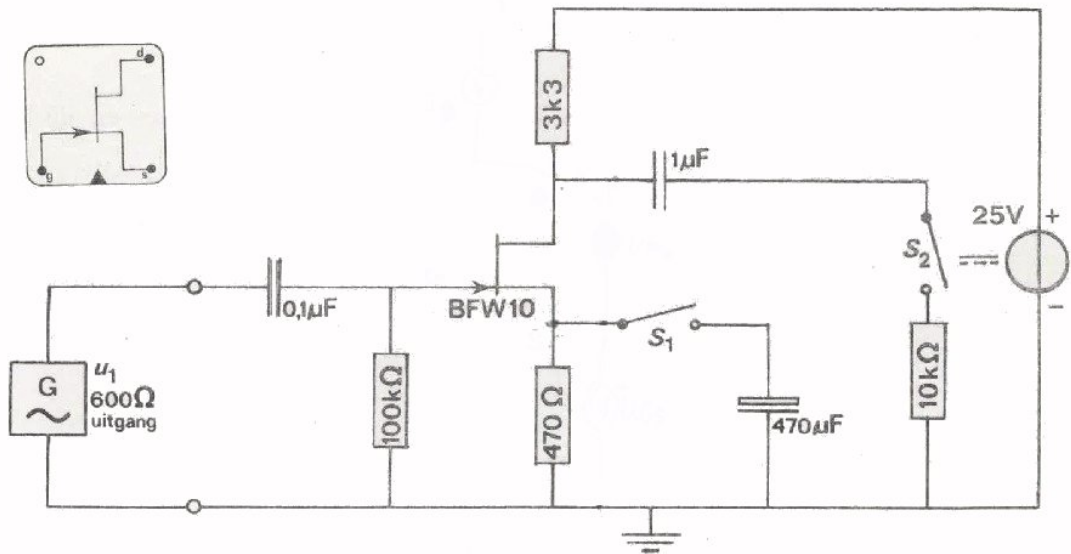 d
g
s
3k3
1µF
25V
+
S2
−
0,1µF
BFW10
S1
G
u1
600Ω
uitgang
100kΩ
470 Ω
470µF
10kΩ